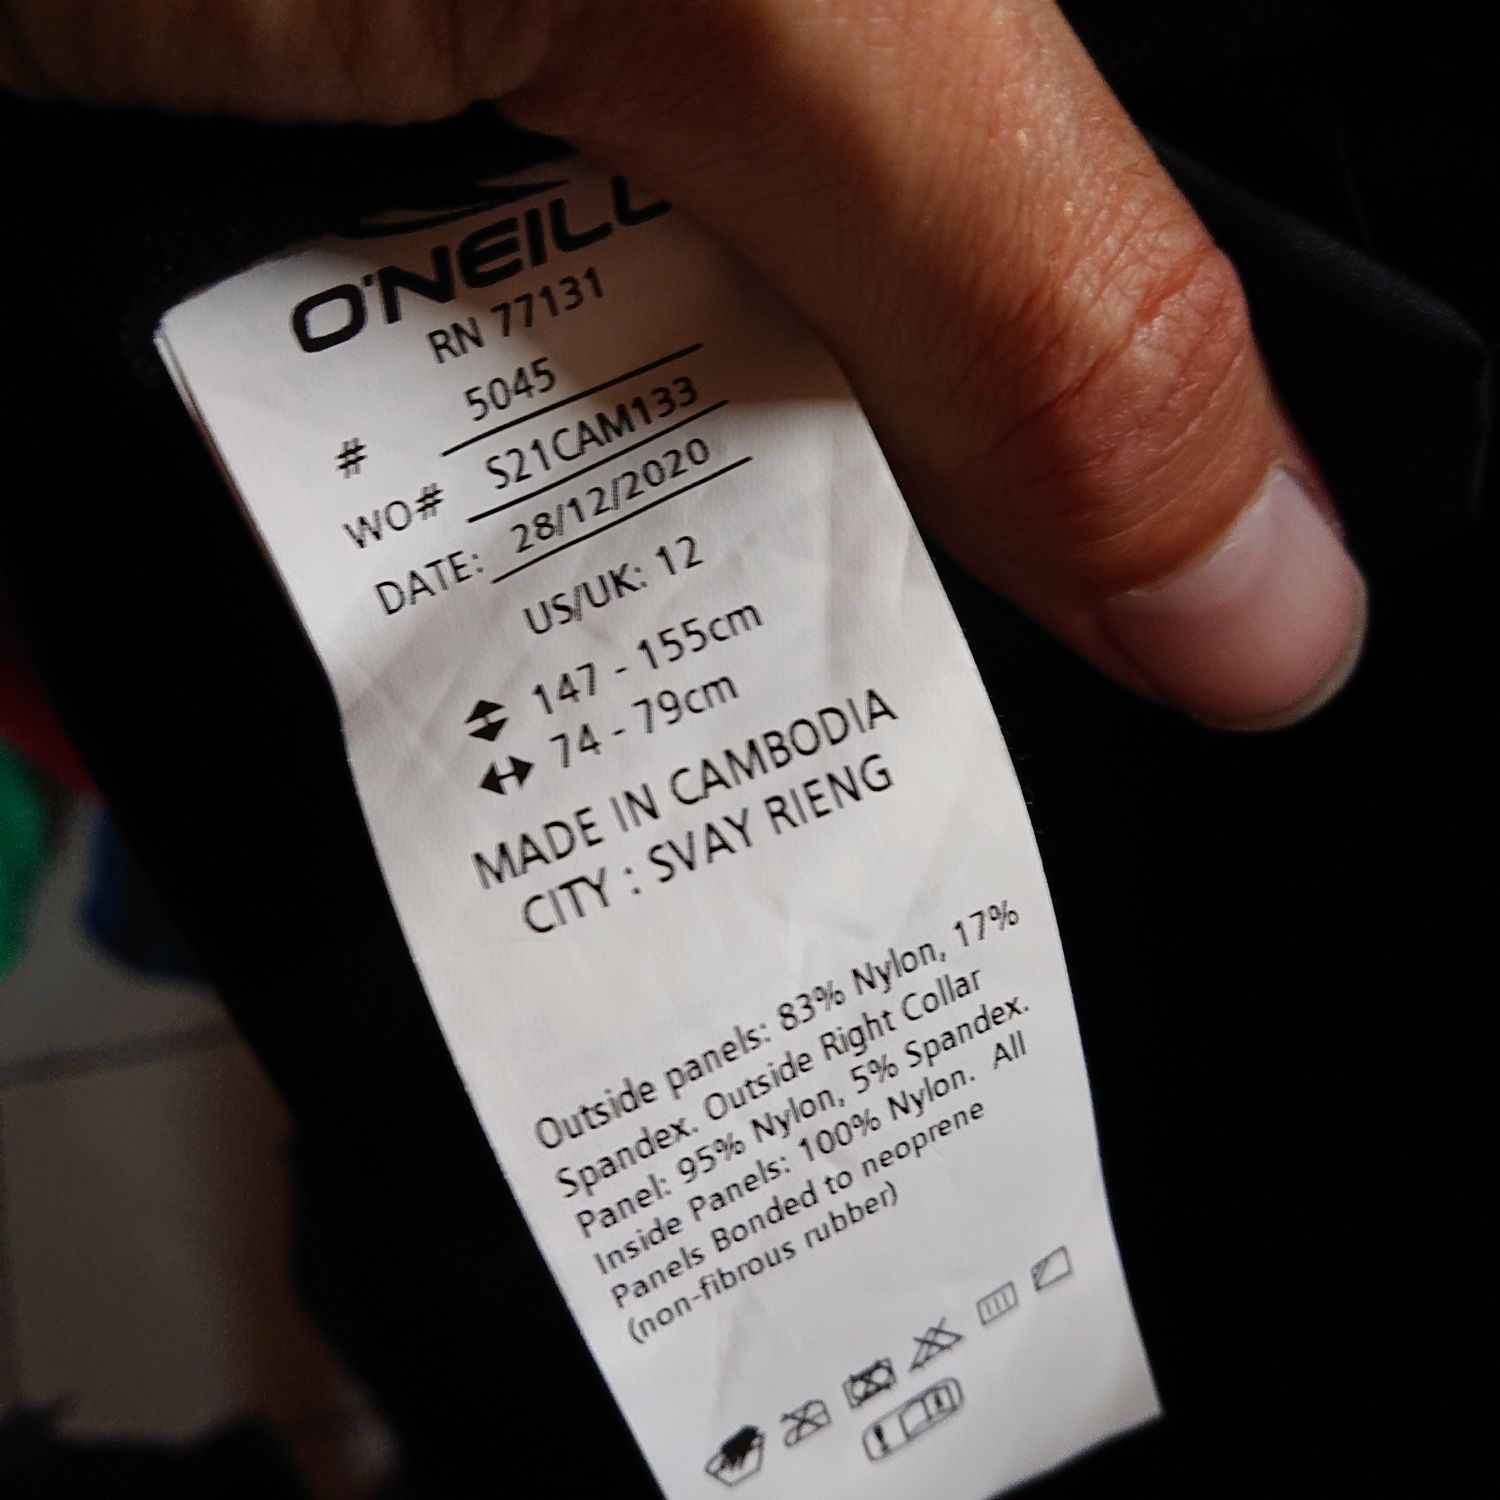 O'NEILL
RN 77131
# 5045
WO# S21CAM133
DATE: 28/12/2020
US/UK: 12
147 - 155cm
74 - 79cm
MADE IN CAMBODIA
CITY : SVAY RIENG
Outside panels: 83% Nylon, 17%
Spandex. Outside Right Collar
Panel: 95% Nylon, 5% Spandex.
Inside Panels: 100% Nylon. All
Panels Bonded to neoprene
(non-fibrous rubber)